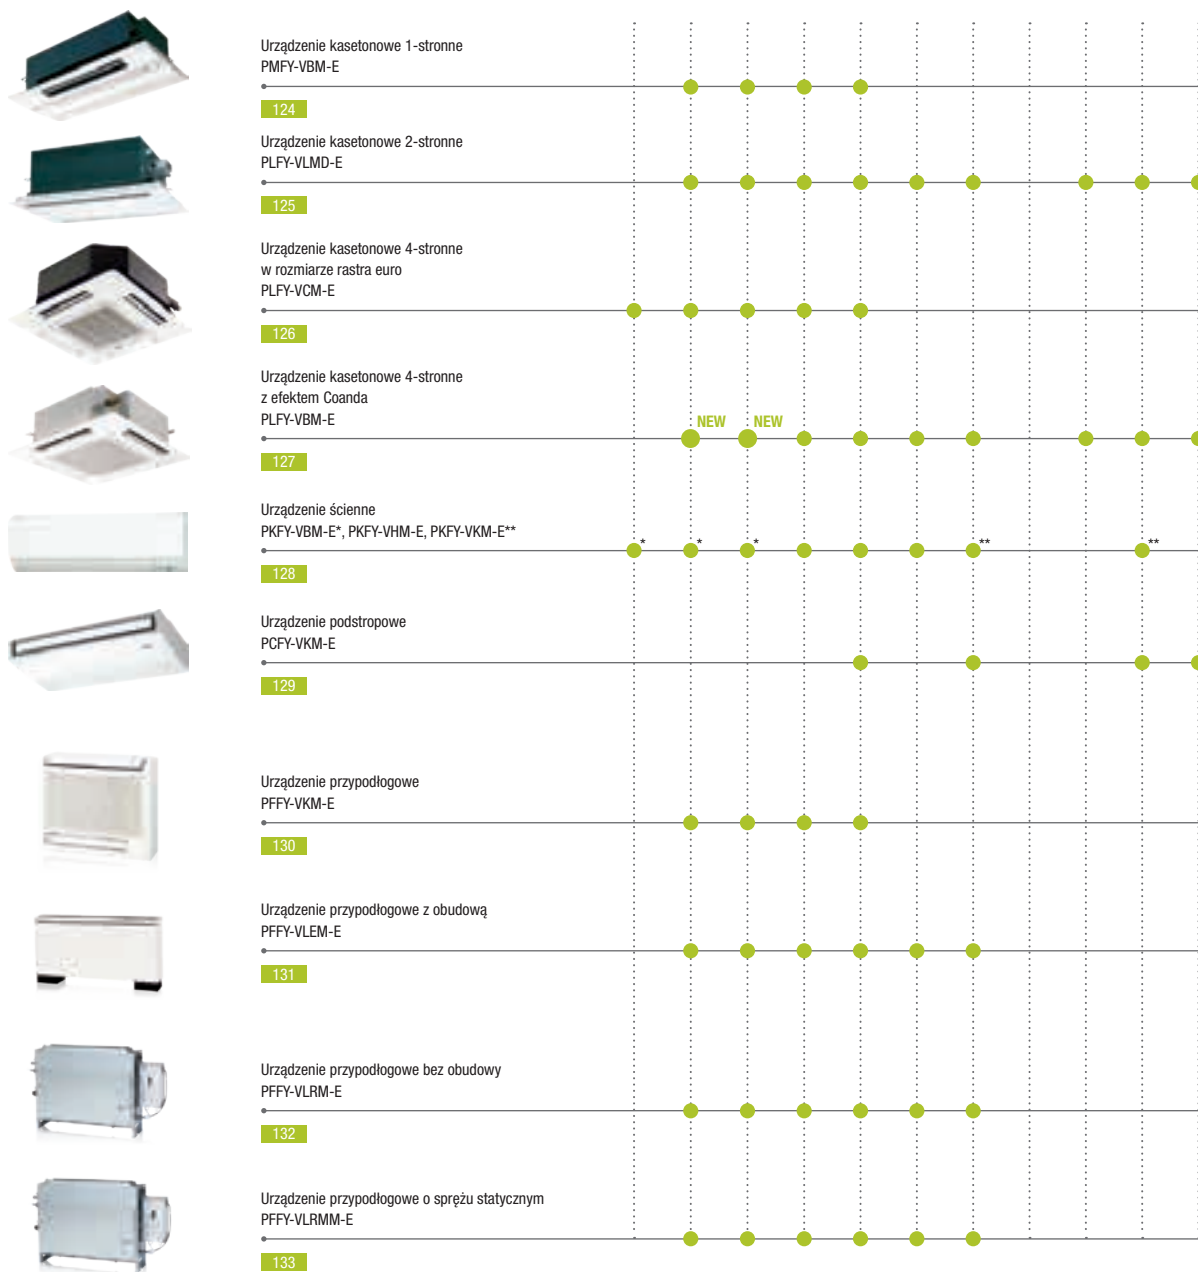 Urządzenie kasetonowe 1-stronne
PMFY-VBM-E
124
Urządzenie kasetonowe 2-stronne
PLFY-VLMD-E
125
Urządzenie kasetonowe 4-stronne
w rozmiarze rastra euro
PLFY-VCM-E
126
Urządzenie kasetonowe 4-stronne
z efektem Coanda
PLFY-VBM-E
NEW NEW
127
Urządzenie ścienne
PKFY-VBM-E*, PKFY-VHM-E, PKFY-VKM-E**
* * * ** **
128
Urządzenie podstropowe
PCFY-VKM-E
129
Urządzenie przypodłogowe
PFFY-VKM-E
130
Urządzenie przypodłogowe z obudową
PFFY-VLEM-E
131
Urządzenie przypodłogowe bez obudowy
PFFY-VLRM-E
132
Urządzenie przypodłogowe o sprężu statycznym
PFFY-VLRMM-E
133